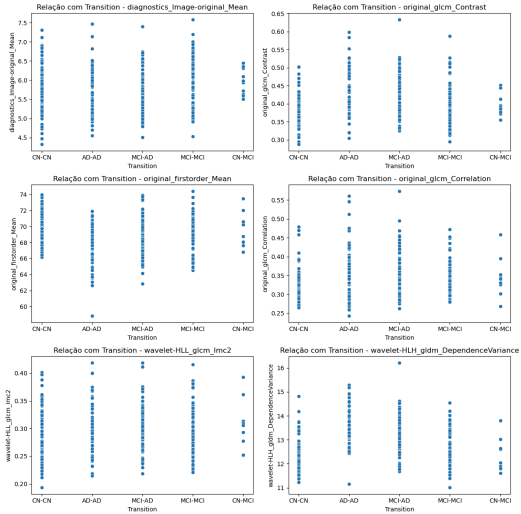 Relação com Transition - diagnostics_Image-original_Mean
Relação com Transition - original_glcm_Contrast
diagnostics_Image-original_Mean
7.5
7.0
6.5
6.0
5.5
5.0
4.5
CN-CN AD-AD MCI-AD MCI-MCI CN-MCI
Transition
original_glcm_Contrast
0.65
0.60
0.55
0.50
0.45
0.40
0.35
0.30
CN-CN AD-AD MCI-AD MCI-MCI CN-MCI
Transition
Relação com Transition - original_firstorder_Mean
Relação com Transition - original_glcm_Correlation
original_firstorder_Mean
74
72
70
68
66
64
62
60
CN-CN AD-AD MCI-AD MCI-MCI CN-MCI
Transition
original_glcm_Correlation
0.55
0.50
0.45
0.40
0.35
0.30
0.25
CN-CN AD-AD MCI-AD MCI-MCI CN-MCI
Transition
Relação com Transition - wavelet-HLL_glcm_Imc2
Relação com Transition - wavelet-HLH_gldm_DependenceVariance
wavelet-HLL_glcm_Imc2
0.40
0.35
0.30
0.25
0.20
CN-CN AD-AD MCI-AD MCI-MCI CN-MCI
Transition
wavelet-HLH_gldm_DependenceVariance
16
15
14
13
12
11
CN-CN AD-AD MCI-AD MCI-MCI CN-MCI
Transition